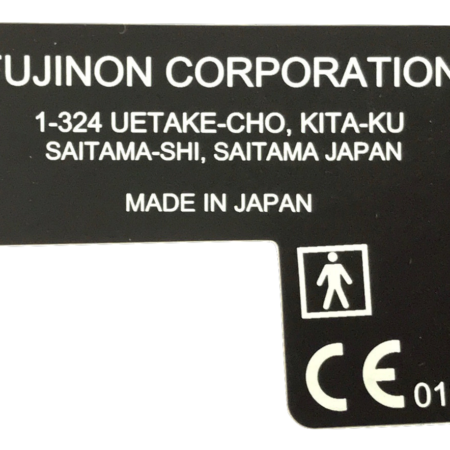 FUJINON CORPORATION
1-324 UETAKE-CHO, KITA-KU
SAITAMA-SHI, SAITAMA JAPAN
MADE IN JAPAN
CE 01